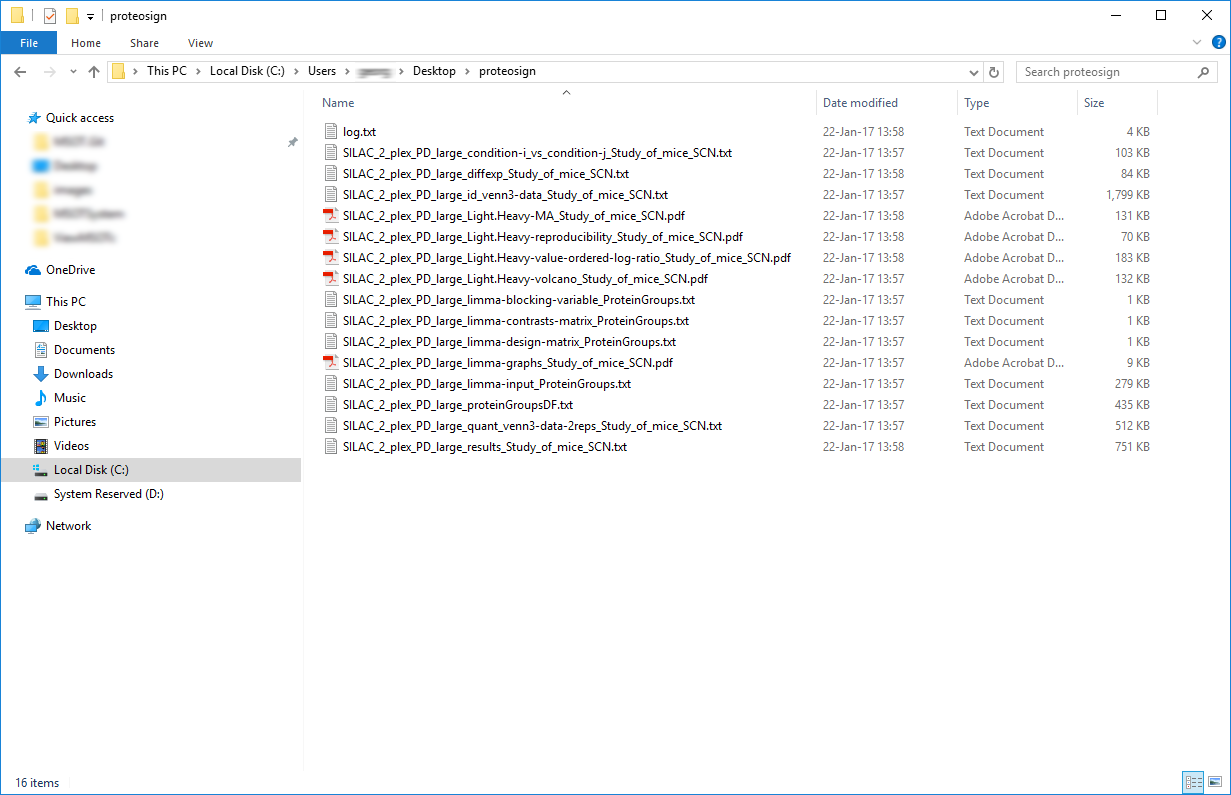 proteosign
File Home Share View
This PC Local Disk (C:) Users Desktop proteosign Search proteosign
Quick access
OneDrive
This PC
Desktop
Documents
Downloads
Music
Pictures
Videos
Local Disk (C:)
System Reserved (D:)
Network
Name Date modified Type Size
log.txt 22-Jan-17 13:58 Text Document 4 KB
SILAC_2_plex_PD_large_condition-i_vs_condition-j_Study_of_mice_SCN.txt 22-Jan-17 13:57 Text Document 103 KB
SILAC_2_plex_PD_large_diffexp_Study_of_mice_SCN.txt 22-Jan-17 13:58 Text Document 84 KB
SILAC_2_plex_PD_large_id_venn3-data_Study_of_mice_SCN.txt 22-Jan-17 13:57 Text Document 1,799 KB
SILAC_2_plex_PD_large_Light.Heavy-MA_Study_of_mice_SCN.pdf 22-Jan-17 13:58 Adobe Acrobat D... 131 KB
SILAC_2_plex_PD_large_Light.Heavy-reproducibility_Study_of_mice_SCN.pdf 22-Jan-17 13:58 Adobe Acrobat D... 70 KB
SILAC_2_plex_PD_large_Light.Heavy-value-ordered-log-ratio_Study_of_mice_SCN.pdf 22-Jan-17 13:58 Adobe Acrobat D... 183 KB
SILAC_2_plex_PD_large_Light.Heavy-volcano_Study_of_mice_SCN.pdf 22-Jan-17 13:57 Adobe Acrobat D... 132 KB
SILAC_2_plex_PD_large_limma-blocking-variable_ProteinGroups.txt 22-Jan-17 13:57 Text Document 1 KB
SILAC_2_plex_PD_large_limma-contrasts-matrix_ProteinGroups.txt 22-Jan-17 13:57 Text Document 1 KB
SILAC_2_plex_PD_large_limma-design-matrix_ProteinGroups.txt 22-Jan-17 13:57 Text Document 1 KB
SILAC_2_plex_PD_large_limma-graphs_Study_of_mice_SCN.pdf 22-Jan-17 13:57 Adobe Acrobat D... 9 KB
SILAC_2_plex_PD_large_limma-input_ProteinGroups.txt 22-Jan-17 13:57 Text Document 279 KB
SILAC_2_plex_PD_large_proteinGroupsDF.txt 22-Jan-17 13:57 Text Document 435 KB
SILAC_2_plex_PD_large_quant_venn3-data-2reps_Study_of_mice_SCN.txt 22-Jan-17 13:57 Text Document 512 KB
SILAC_2_plex_PD_large_results_Study_of_mice_SCN.txt 22-Jan-17 13:58 Text Document 751 KB
16 items